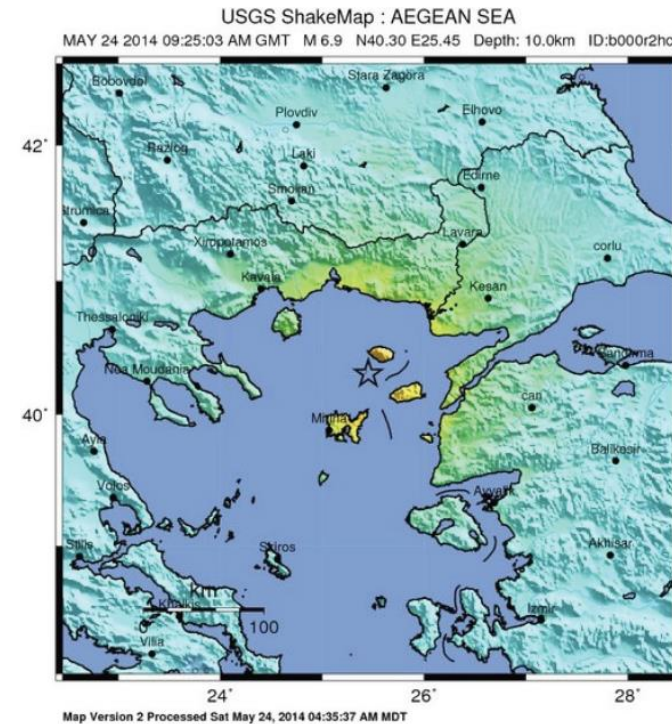 USGS ShakeMap : AEGEAN SEA
MAY 24 2014 09:25:03 AM GMT M 6.9 N40.30 E25.45 Depth: 10.0km ID:b000r2hc
Bobovdol
Stara Zagora
Plovdiv
Elhovo
42˚
Razlog
Laki
Smolran
Edirne
Strumica
Xiropotamos
Lavara
corlu
Kavala
Kesan
Thessaloniki
Nea Moudania
Bandirma
40˚
can
Mirina
Ayia
Balikesir
Volos
Ayvalik
Stilis
Skiros
Akhisar
km
Khalkis
0
100
Izmir
Vilia
24˚
26˚
28˚
Map Version 2 Processed Sat May 24, 2014 04:35:37 AM MDT